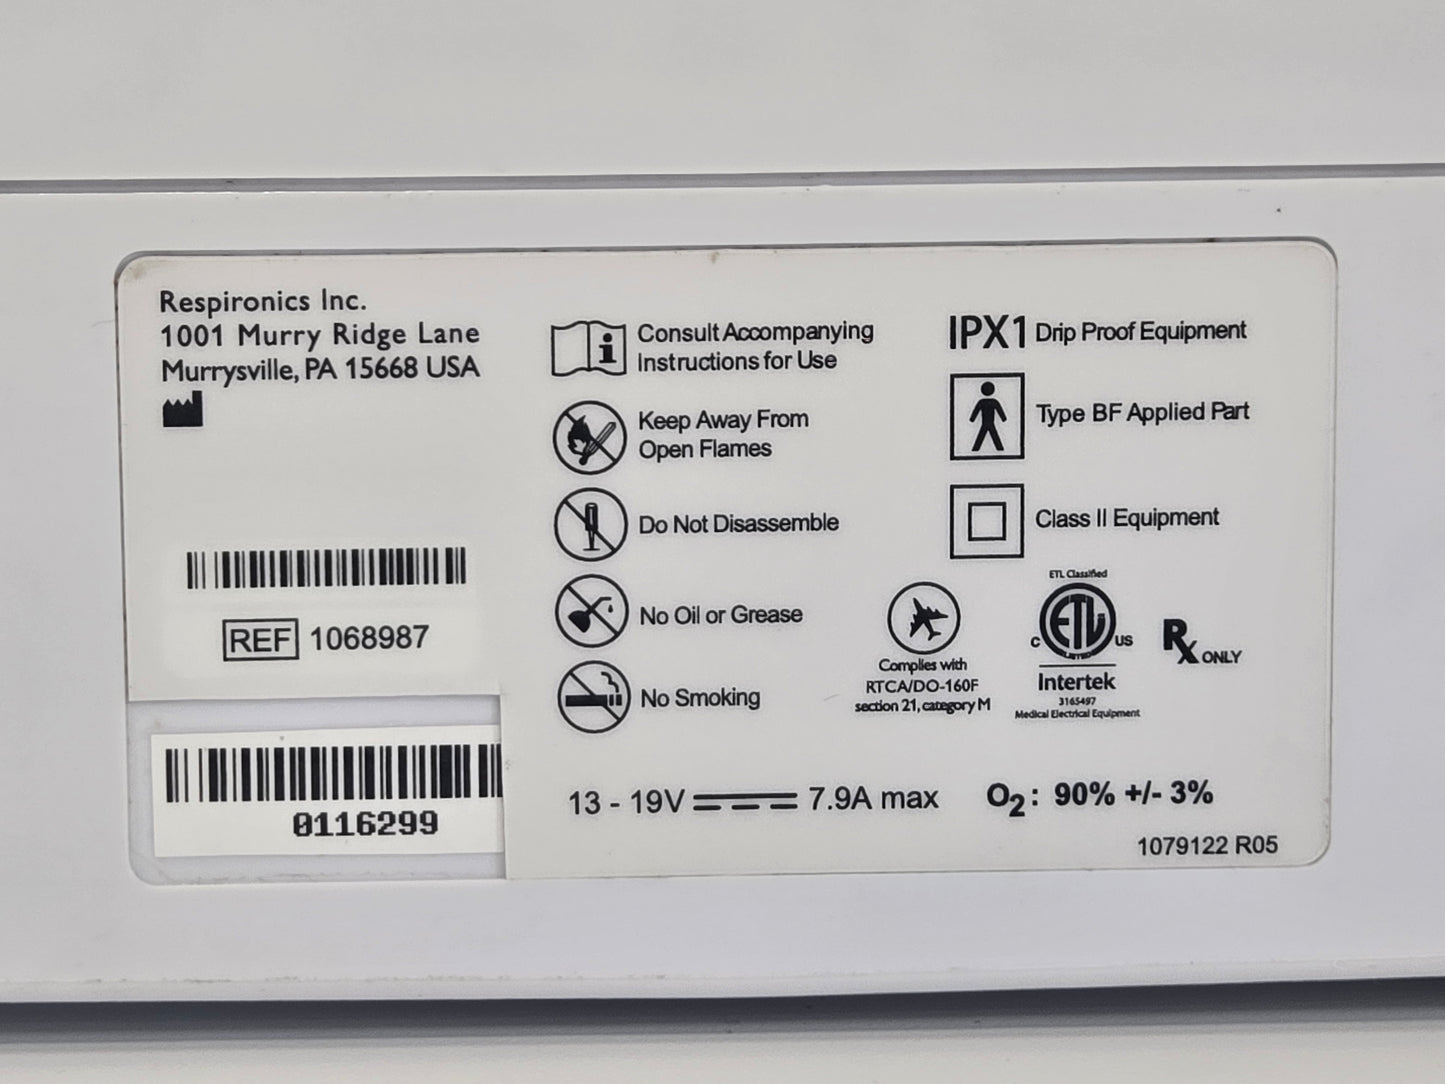 Respironics Inc.
1001 Murry Ridge Lane
Murrysville, PA 15668 USA
REF 1068987
0116299
Consult Accompanying
Instructions for Use
Keep Away From
Open Flames
Do Not Disassemble
No Oil or Grease
No Smoking
IPX1 Drip Proof Equipment
Type BF Applied Part
Class II Equipment
Complies with
RTCA/DO-160F
section 21, category M
ETL Classified
ETL
C US
LISTED
Intertek
3165497
Medical Electrical Equipment
Rx ONLY
13 - 19V 7.9A max
O2: 90% +/- 3%
1079122 R05